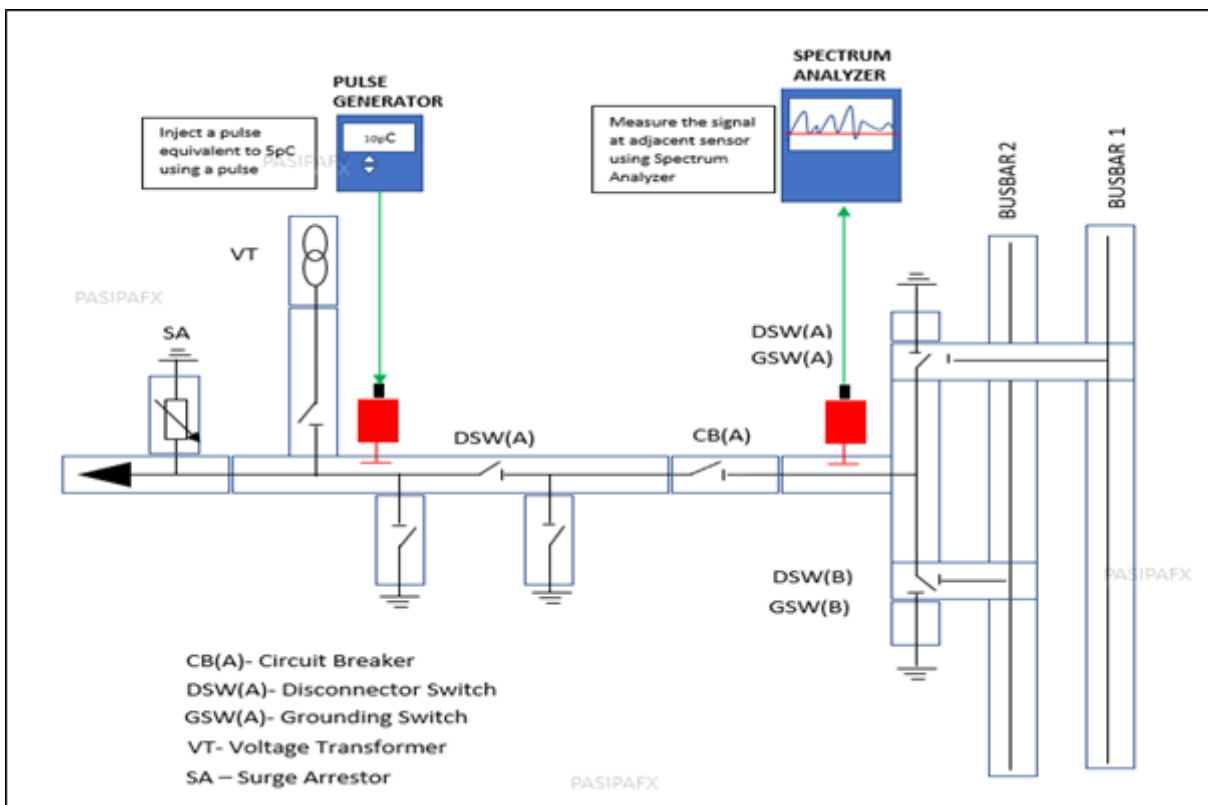 PULSE
GENERATOR
SPECTRUM
ANALYZER
Inject a pulse
equivalent to 5pC
using a pulse
10pC
Measure the signal
at adjacent sensor
using Spectrum
Analyzer
PASIPAFX
BUSBAR 2
BUSBAR 1
VT
PASIPAFX
SA
DSW(A)
GSW(A)
DSW(A)
CB(A)
DSW(B)
GSW(B)
PASIPAFX
CB(A)- Circuit Breaker
DSW(A)- Disconnector Switch
GSW(A)- Grounding Switch
VT- Voltage Transformer
SA – Surge Arrestor
PASIPAFX